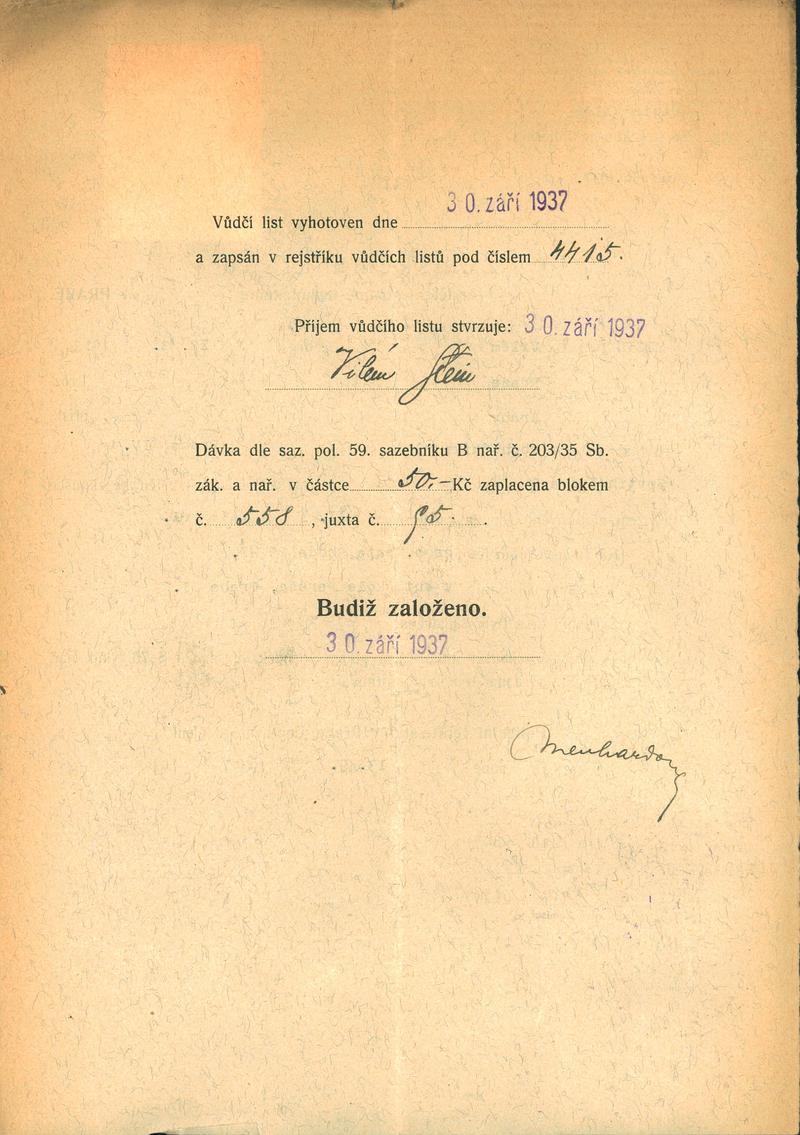 Vůdčí list vyhotoven dne 30. září 1937
a zapsán v rejstříku vůdčích listů pod číslem 4415.
Příjem vůdčího listu stvrzuje: 30. září 1937
Vilém Stein
Dávka dle saz. pol. 59. sazebníku B nař. č. 203/35 Sb.
zák. a nař. v částce 50.- Kč zaplacena blokem
č. 558, juxta č. 95.
Budiž založeno.
30. září 1937